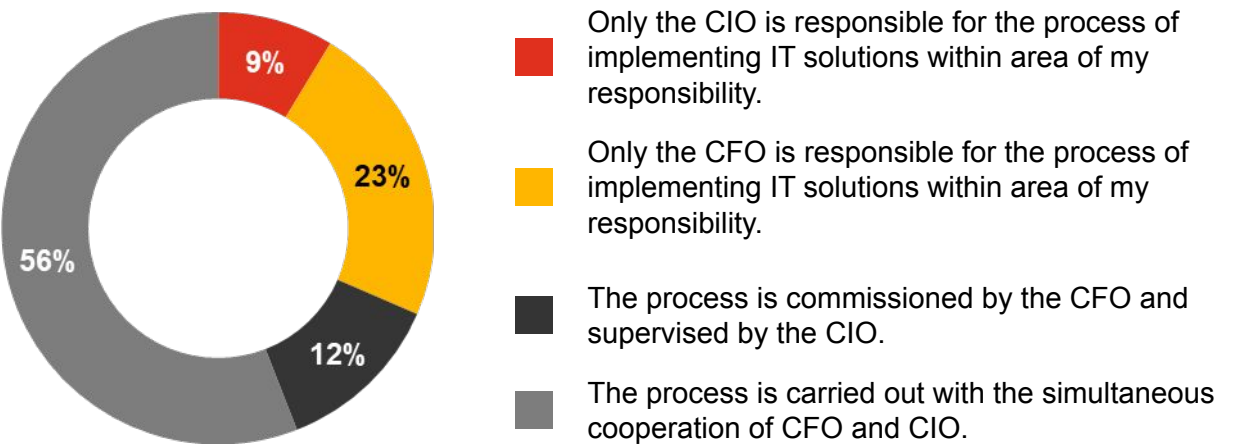 9%
23%
12%
56%
Only the CIO is responsible for the process of
implementing IT solutions within area of my
responsibility.
Only the CFO is responsible for the process of
implementing IT solutions within area of my
responsibility.
The process is commissioned by the CFO and
supervised by the CIO.
The process is carried out with the simultaneous
cooperation of CFO and CIO.